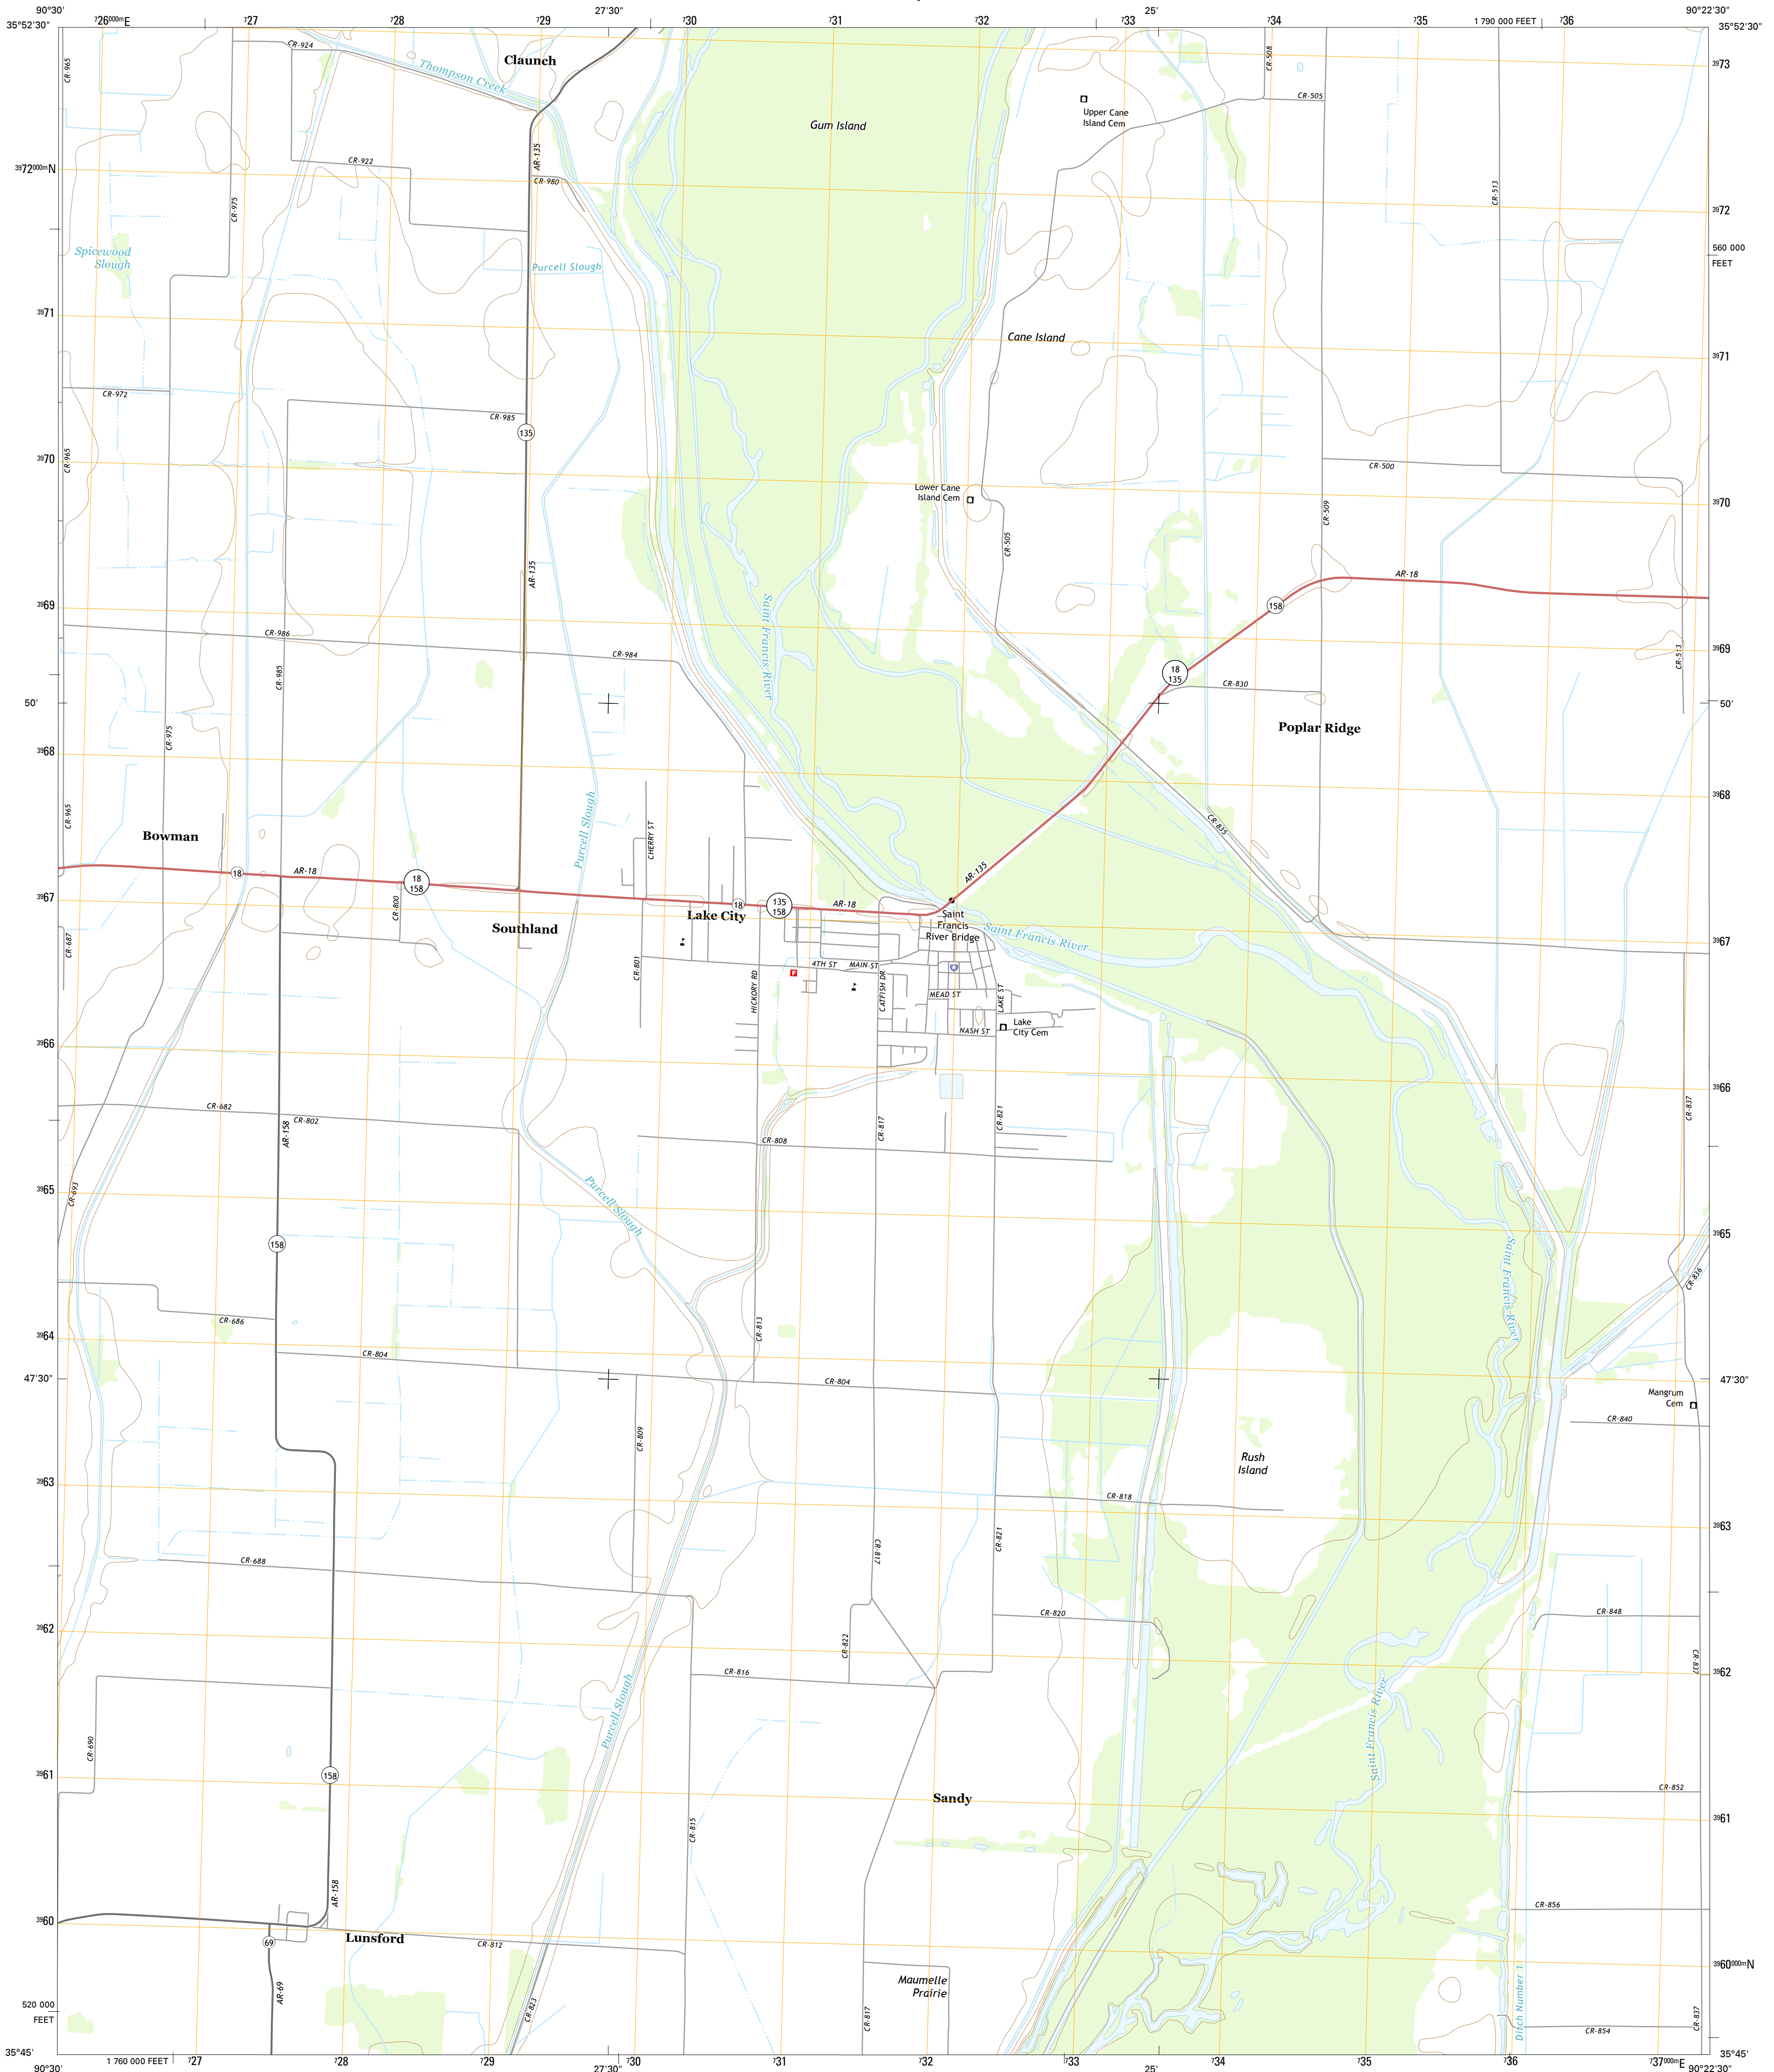 90°30'
⁷26⁰⁰⁰ᵐE
⁷27
⁷28
⁷29
27'30"
⁷30
⁷31
⁷32
⁷33
25'
⁷34
⁷35
1 790 000 FEET
⁷36
90°22'30"
35°52'30"
35°52'30"
CR-965
CR-924
Claunch
Thompson Creek
CR-508
³⁹73
CR-505
Upper Cane
Island Cem
Gum Island
AR-135
CR-922
³⁹72⁰⁰⁰ᵐN
CR-980
CR-975
CR-513
³⁹72
560 000
FEET
Spicewood
Slough
Purcell Slough
³⁹71
Cane Island
³⁹71
CR-972
CR-985
135
CR-965
³⁹70
CR-500
Lower Cane
Island Cem
³⁹70
CR-509
CR-505
AR-135
AR-18
³⁹69
158
Saint Francis River
CR-986
CR-984
CR-985
CR-513
³⁹69
18
135
CR-830
50'
50'
Poplar Ridge
CR-975
³⁹68
³⁹68
CR-965
Bowman
Purcell Slough
CHERRY ST
CR-835
18
AR-18
18
158
AR-135
³⁹67
CR-800
18
135
158
AR-18
Lake City
Southland
Saint
Francis
River Bridge
Saint Francis River
CR-687
³⁹67
CR-801
4TH ST
MAIN ST
F
HICKORY RD
CATFISH DR
MEAD ST
LAKE ST
NASH ST
Lake
City Cem
³⁹66
³⁹66
CR-682
CR-802
AR-158
CR-817
CR-821
CR-837
CR-808
CR-693
³⁹65
Purcell Slough
³⁹65
158
Saint Francis River
CR-836
CR-686
CR-813
³⁹64
CR-804
CR-804
47'30"
47'30"
Mangrum
Cem
CR-840
CR-809
Rush
Island
³⁹63
CR-818
³⁹63
CR-821
CR-817
CR-688
CR-820
CR-848
³⁹62
CR-822
CR-837
CR-816
³⁹62
Purcell Slough
Saint Francis River
CR-690
³⁹61
158
CR-852
Sandy
³⁹61
CR-815
AR-158
³⁹60
CR-856
Lunsford
CR-812
69
³⁹60⁰⁰⁰ᵐN
Maumelle
Prairie
AR-69
Ditch Number 1
520 000
FEET
CR-823
CR-817
CR-837
CR-854
35°45'
35°45'
90°30'
1 760 000 FEET
⁷27
⁷28
⁷29
27'30"
⁷30
⁷31
⁷32
⁷33
25'
⁷34
⁷35
⁷36
⁷37⁰⁰⁰ᵐE
90°22'30"